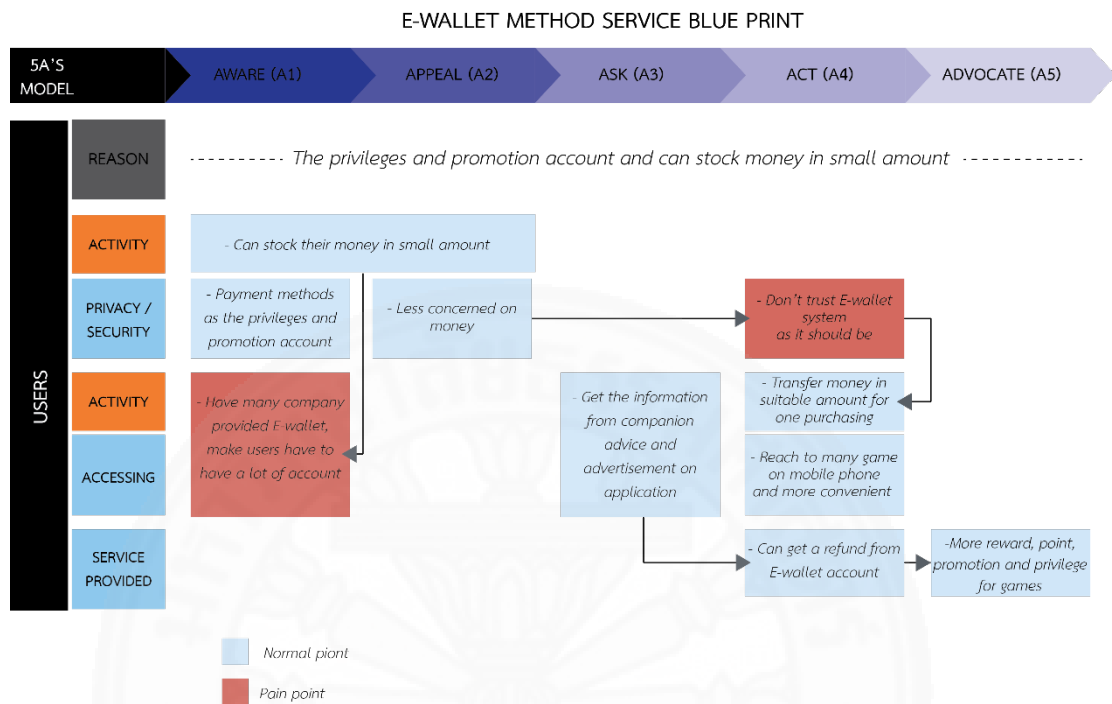 E-WALLET METHOD SERVICE BLUE PRINT
5A'S
MODEL
AWARE (A1)
APPEAL (A2)
ASK (A3)
ACT (A4)
ADVOCATE (A5)
USERS
REASON
The privileges and promotion account and can stock money in small amount
ACTIVITY
- Can stock their money in small amount
PRIVACY /
SECURITY
- Payment methods
as the privileges and
promotion account
- Less concerned on
money
- Don't trust E-wallet
system
as it should be
ACTIVITY
ACCESSING
- Have many company
provided E-wallet,
make users have to
have a lot of account
- Get the information
from companion
advice and
advertisement on
application
- Transfer money in
suitable amount for
one purchasing
- Reach to many game
on mobile phone
and more convenient
SERVICE
PROVIDED
- Can get a refund from
E-wallet account
-More reward, point,
promotion and privilege
for games
Normal piont
Pain point